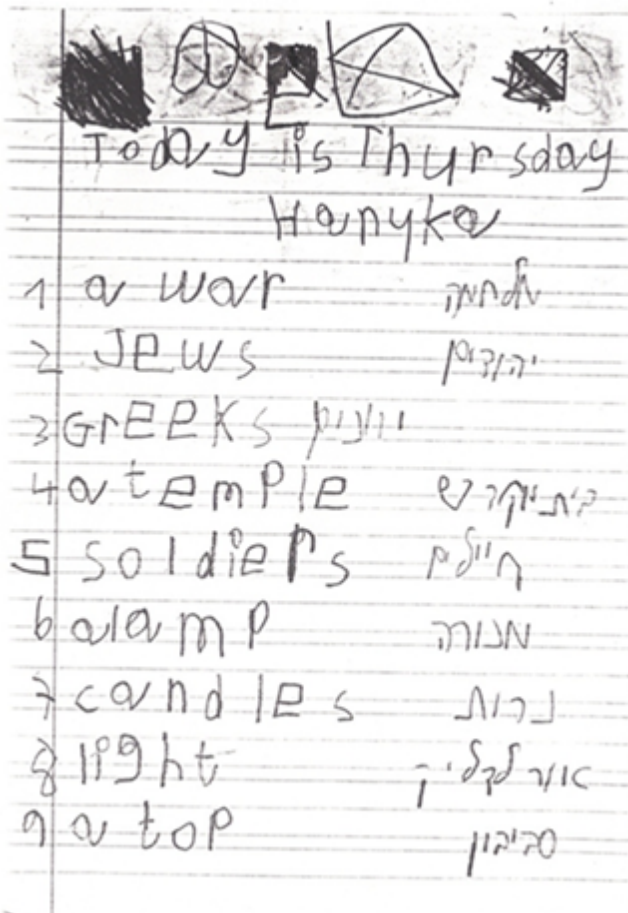 Today is Thursday
Hanyka
1 a war מלחמה
2 Jews יהודים
3 GrEEKs יוונים
4 a temple בית מקדש
5 soldiers חיילים
6 a lamp מנורה
7 candles נרות
8 light אור
9 a top סביבון